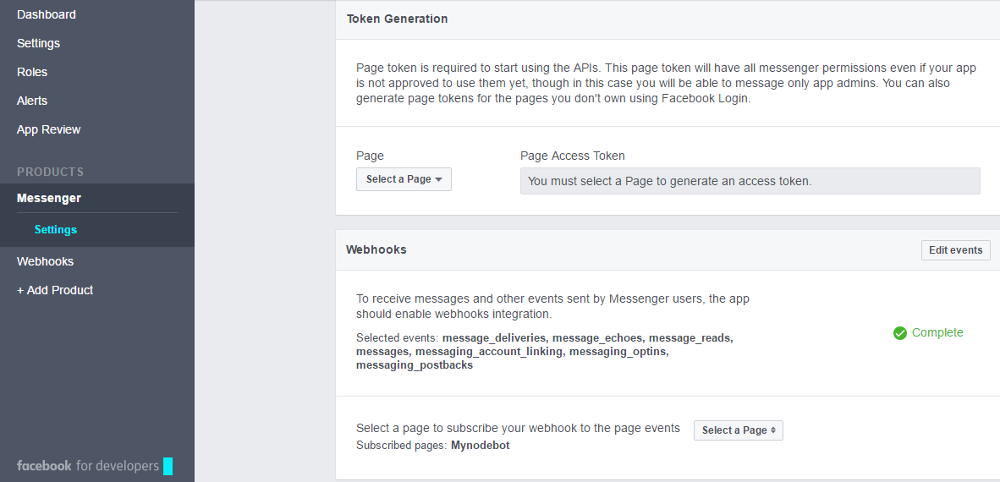 Dashboard
Settings
Roles
Alerts
App Review
PRODUCTS
Messenger
Settings
Webhooks
+ Add Product
facebook for developers
Token Generation
Page token is required to start using the APIs. This page token will have all messenger permissions even if your app
is not approved to use them yet, though in this case you will be able to message only app admins. You can also
generate page tokens for the pages you don't own using Facebook Login.
Page
Page Access Token
Select a Page
You must select a Page to generate an access token.
Webhooks
Edit events
To receive messages and other events sent by Messenger users, the app
should enable webhooks integration.
Selected events: message_deliveries, message_echoes, message_reads,
messages, messaging_account_linking, messaging_optins,
messaging_postbacks
Complete
Select a page to subscribe your webhook to the page events
Select a Page
Subscribed pages: Mynodebot